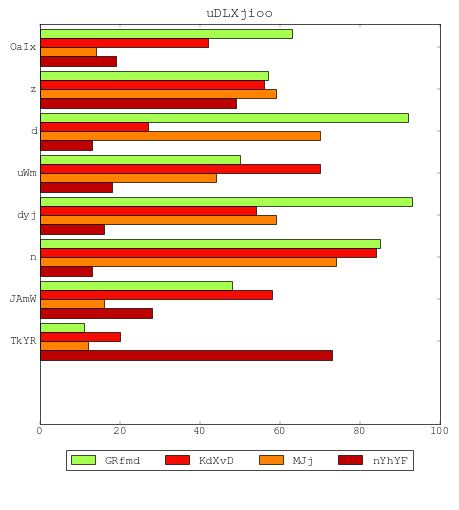 uDLXjioo
OaIx
z
d
uWm
dyj
n
JAmW
TkYR
0 20 40 60 80 100
GRfmd KdXvD MJj nYhYF